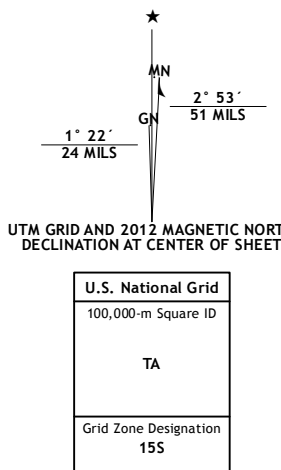 ★
MN
GN
2° 53´
51 MILS
1° 22´
24 MILS
UTM GRID AND 2012 MAGNETIC NORT
DECLINATION AT CENTER OF SHEET
U.S. National Grid
100,000-m Square ID
TA
Grid Zone Designation
15S